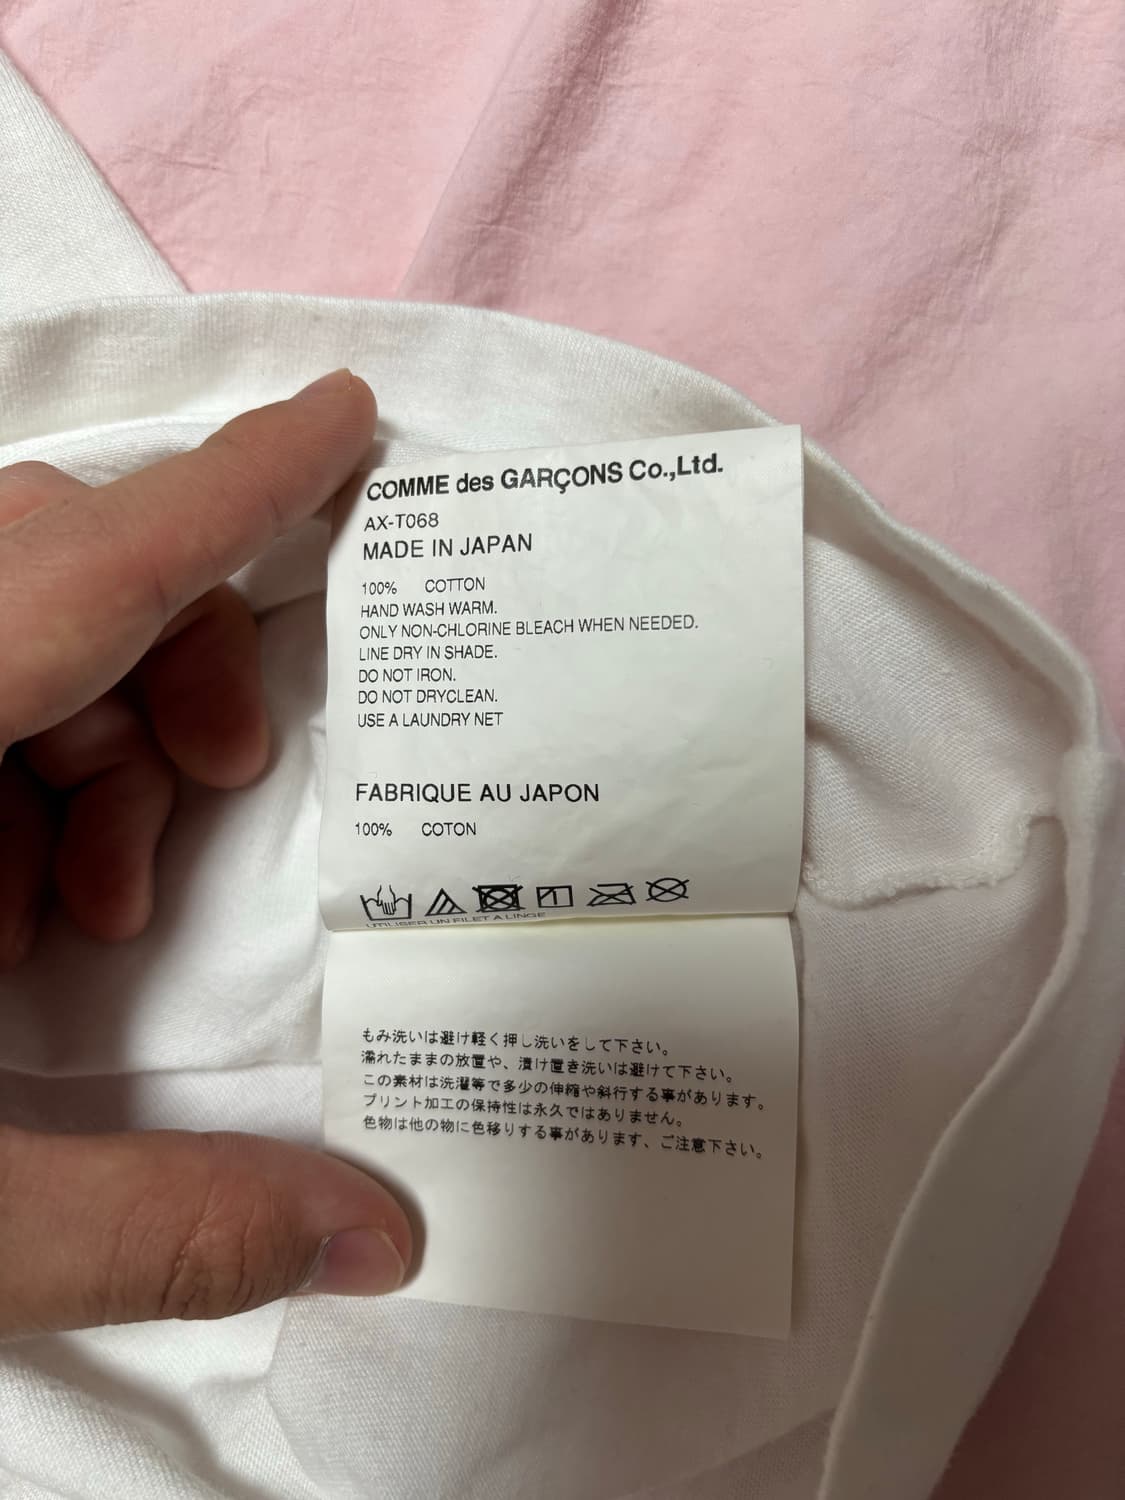 COMME des GARÇONS Co.,Ltd.
AX-T068
MADE IN JAPAN
100% COTTON
HAND WASH WARM.
ONLY NON-CHLORINE BLEACH WHEN NEEDED.
LINE DRY IN SHADE.
DO NOT IRON.
DO NOT DRYCLEAN.
USE A LAUNDRY NET
FABRIQUE AU JAPON
100% COTON
UTILISER UN FILET A LINGE
もみ洗いは避け軽く押し洗いをして下さい。
濡れたままの放置や、漬け置き洗いは避けて下さい。
この素材は洗濯等で多少の伸縮や斜行する事があります。
プリント加工の保持性は永久ではありません。
色物は他の物に色移りする事があります、ご注意下さい。